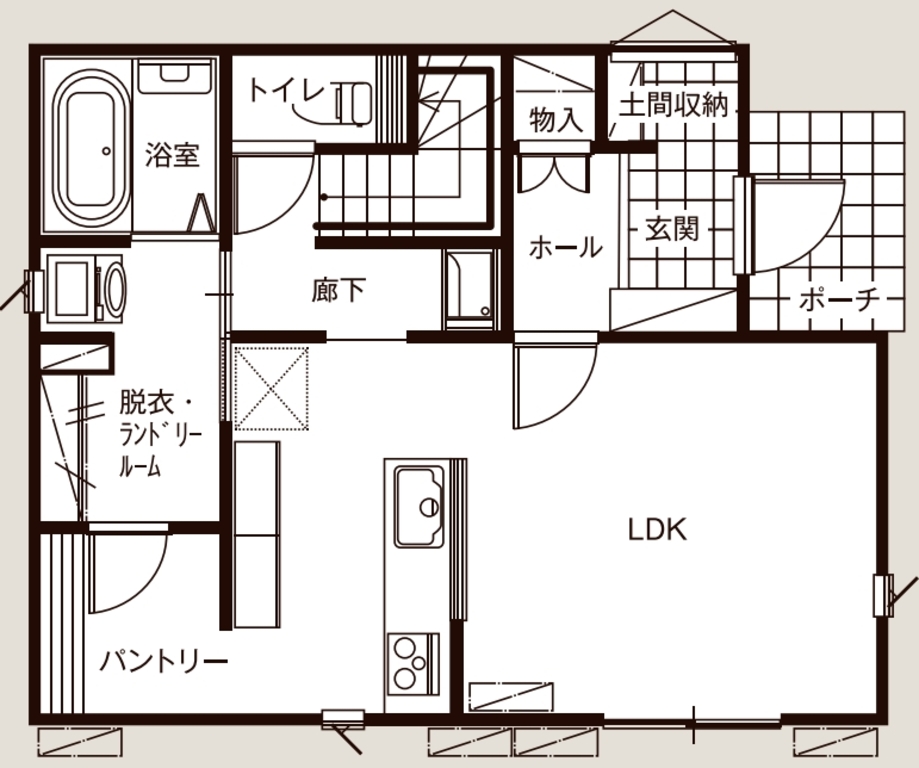 トイレ
物入
土間収納
浴室
玄関
ホール
廊下
ポーチ
脱衣・
ﾗﾝﾄﾞﾘｰ
ﾙｰﾑ
LDK
パントリー